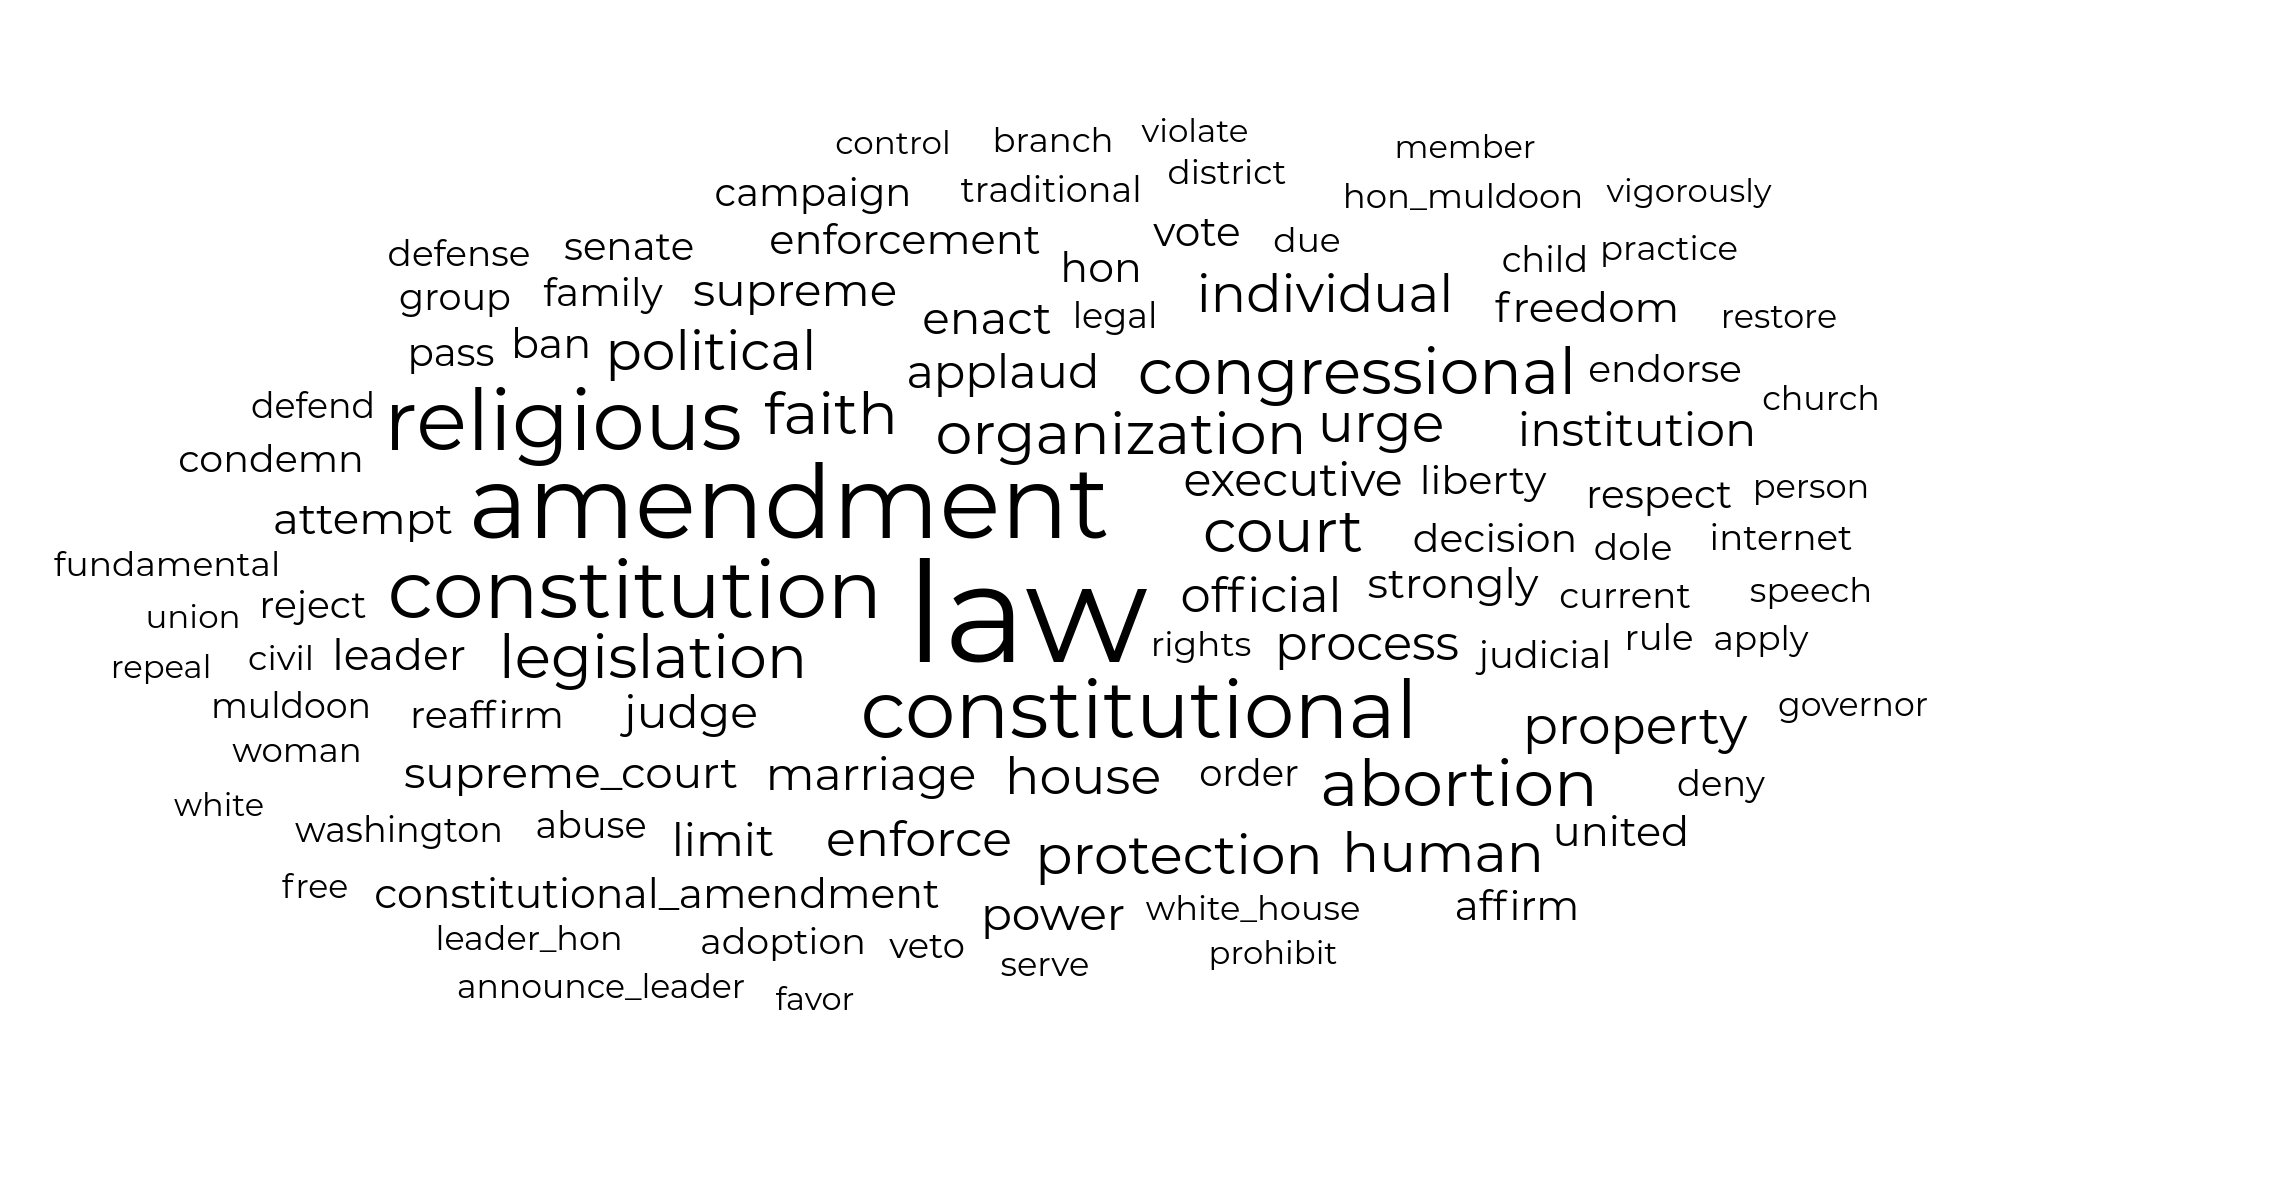 control branch violate member
campaign traditional district hon_muldoon vigorously
defense senate enforcement hon vote due child practice
group family supreme enact legal individual freedom restore
pass ban political applaud congressional endorse church
defend religious faith organization urge institution
condemn executive liberty respect person
attempt amendment court decision dole internet
fundamental constitution law official strongly current speech
union reject rights process judicial rule apply
repeal civil leader legislation constitutional
muldoon reaffirm judge property governor
woman supreme_court marriage house order abortion deny
white washington abuse limit enforce protection human united
free constitutional_amendment power white_house affirm
leader_hon adoption veto serve prohibit
announce_leader favor